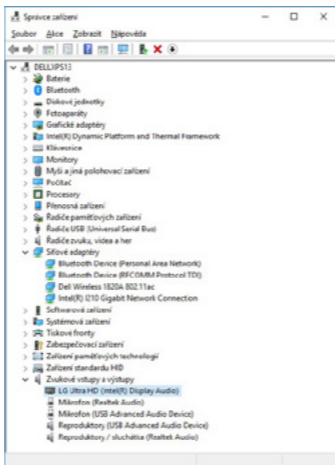 Správce zařízení
Soubor Akce Zobrazit Nápověda
DELLXPS13
Baterie
Bluetooth
Diskové jednotky
Fotoaparáty
Grafické adaptéry
Intel(R) Dynamic Platform and Thermal Framework
Klávesnice
Monitory
Myši a jiná polohovací zařízení
Počítač
Procesory
Přenosná zařízení
Řadiče paměťových zařízení
Řadiče USB (Universal Serial Bus)
Řadiče zvuku, videa a her
Síťové adaptéry
Bluetooth Device (Personal Area Network)
Bluetooth Device (RFCOMM Protocol TDI)
Dell Wireless 1820A 802.11ac
Intel(R) I210 Gigabit Network Connection
Softwarová zařízení
Systémová zařízení
Tiskové fronty
Zabezpečovací zařízení
Zařízení paměťových technologií
Zařízení standardu HID
Zvukové vstupy a výstupy
LG Ultra HD (Intel(R) Display Audio)
Mikrofon (Realtek Audio)
Mikrofon (USB Advanced Audio Device)
Reproduktory (USB Advanced Audio Device)
Reproduktory / sluchátka (Realtek Audio)